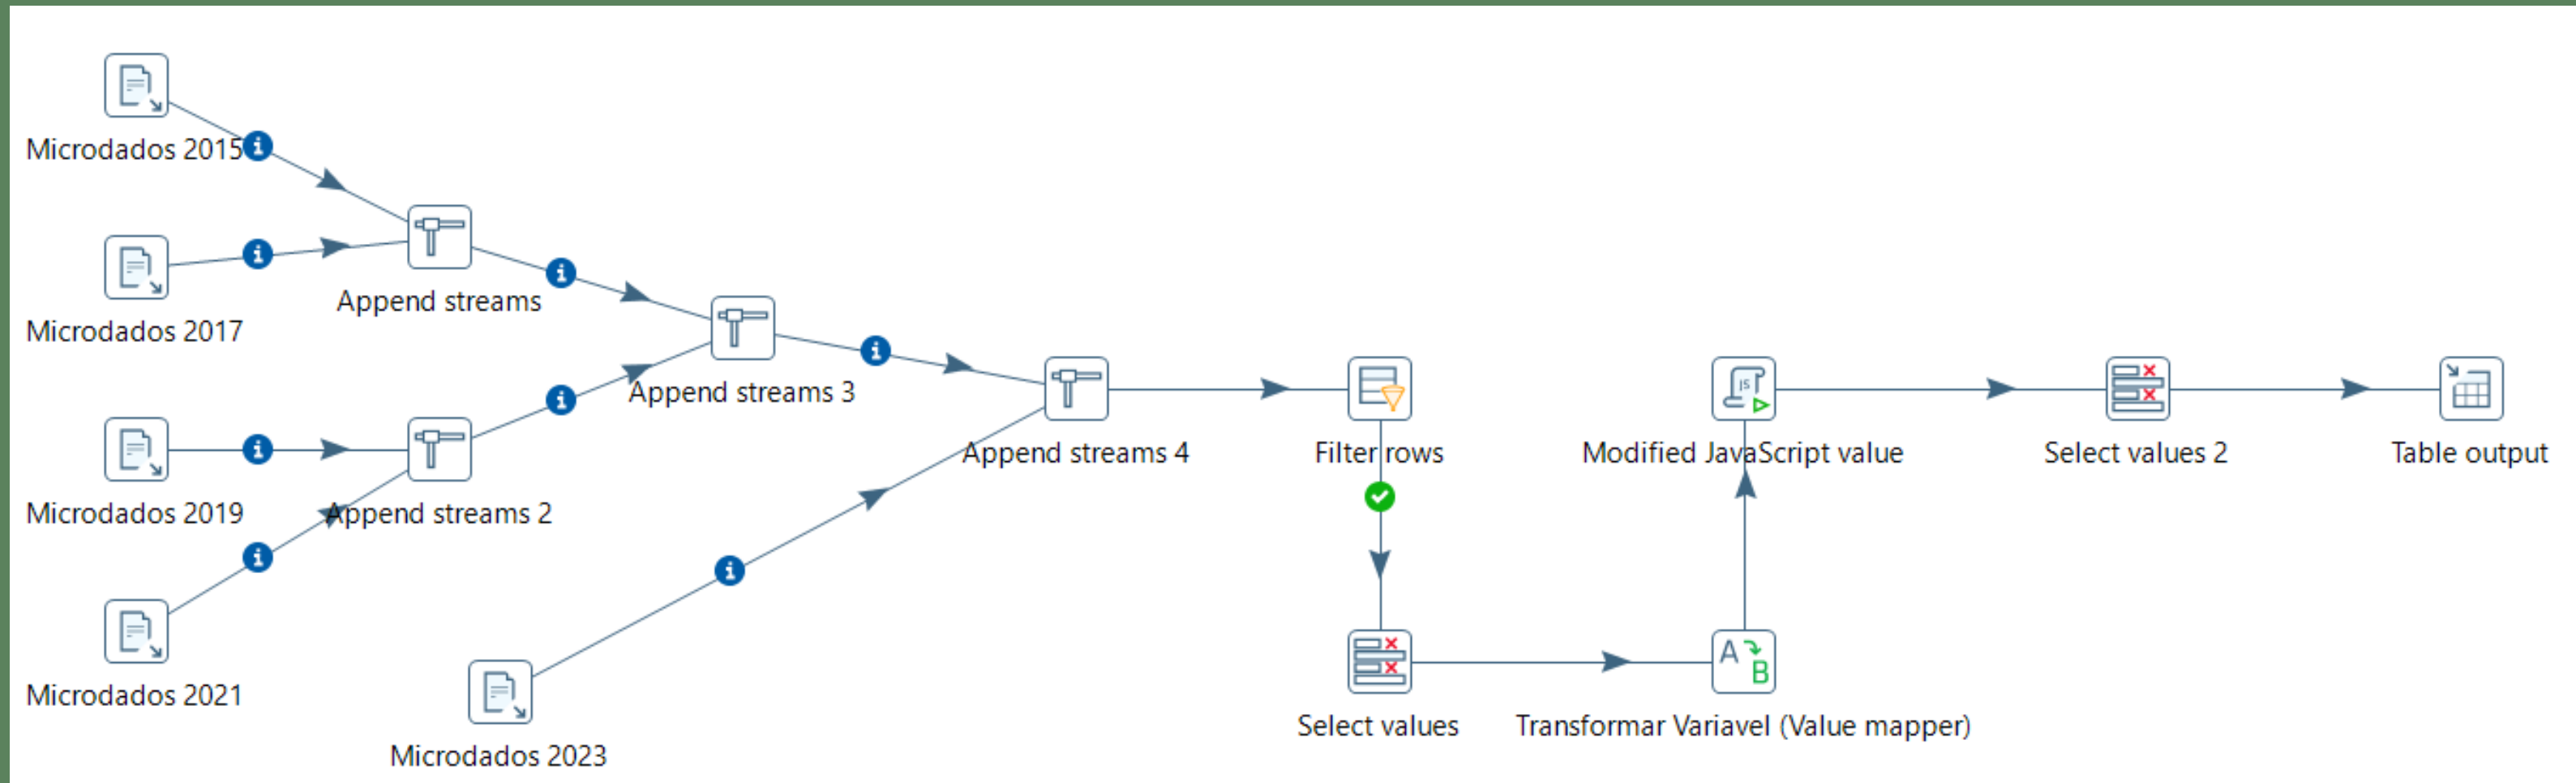 Microdados 2015
Microdados 2017
Append streams
Append streams 3
Microdados 2019
Append streams 2
Microdados 2021
Microdados 2023
Append streams 4
Filter rows
Select values
Transformar Variavel (Value mapper)
Modified JavaScript value
Select values 2
Table output